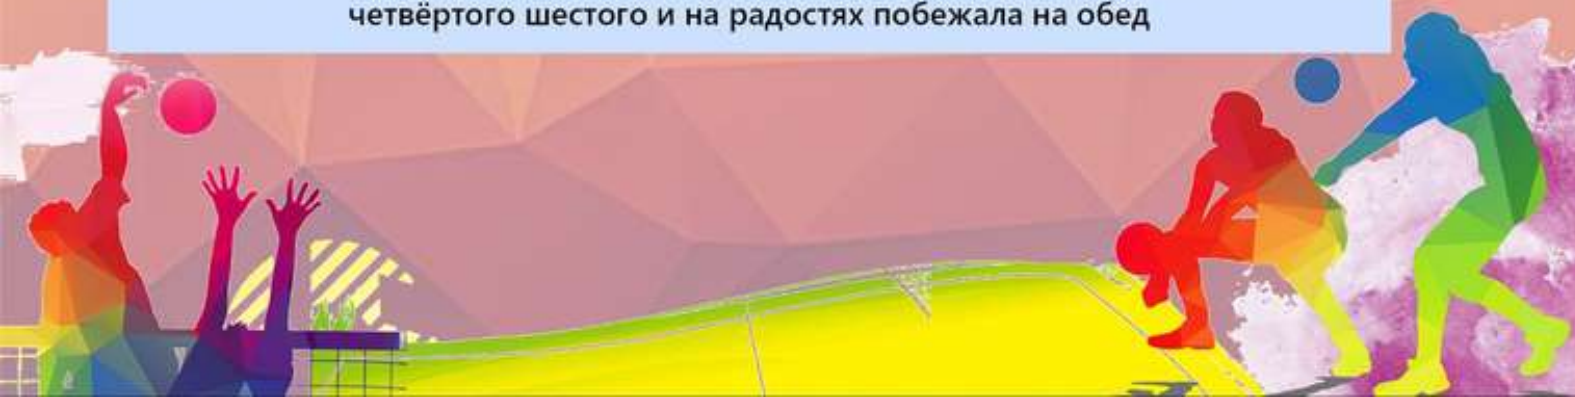 четвёртого шестого и на радостях побежала на обед